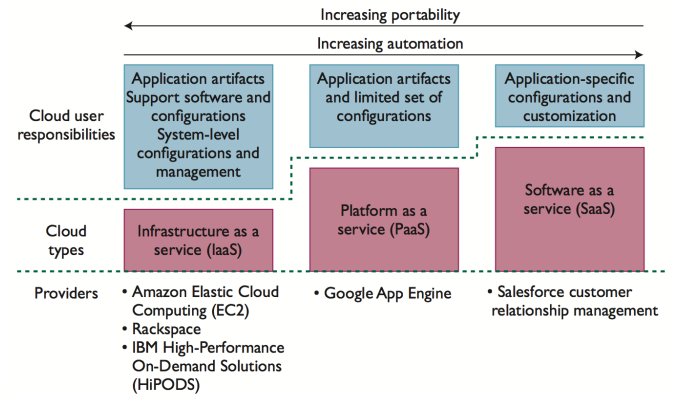 Increasing portability
Increasing automation
Cloud user
responsibilities
Application artifacts
Support software and
configurations
System-level
configurations and
management
Application artifacts
and limited set of
configurations
Application-specific
configurations and
customization
Cloud
types
Infrastructure as a
service (IaaS)
Platform as a
service (PaaS)
Software as a
service (SaaS)
Providers
• Amazon Elastic Cloud
Computing (EC2)
• Rackspace
• IBM High-Performance
On-Demand Solutions
(HiPODS)
• Google App Engine
• Salesforce customer
relationship management